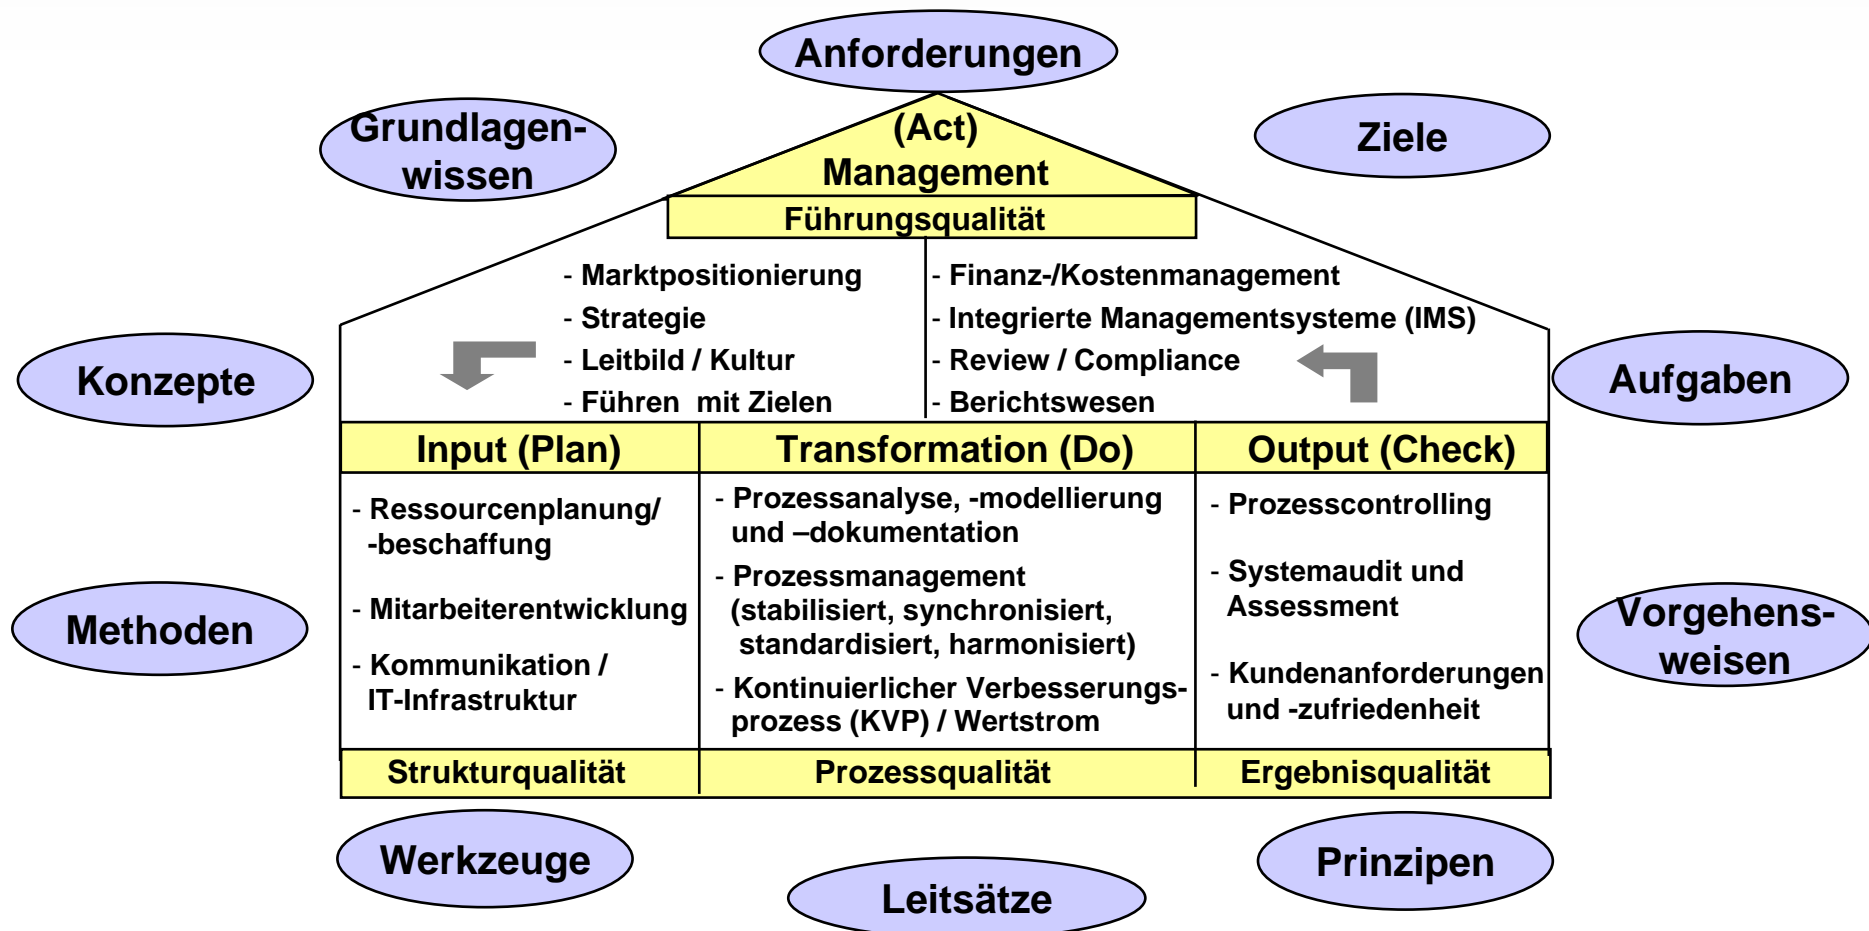 Anforderungen
Grundlagen-
wissen
Ziele
(Act)
Management
Führungsqualität
- Marktpositionierung
- Strategie
- Leitbild / Kultur
- Führen mit Zielen
- Finanz-/Kostenmanagement
- Integrierte Managementsysteme (IMS)
- Review / Compliance
- Berichtswesen
Konzepte
Aufgaben
Input (Plan)
Transformation (Do)
Output (Check)
- Ressourcenplanung/
-beschaffung
- Mitarbeiterentwicklung
- Kommunikation /
IT-Infrastruktur
- Prozessanalyse, -modellierung
und –dokumentation
- Prozessmanagement
(stabilisiert, synchronisiert,
standardisiert, harmonisiert)
- Kontinuierlicher Verbesserungs-
prozess (KVP) / Wertstrom
- Prozesscontrolling
- Systemaudit und
Assessment
- Kundenanforderungen
und -zufriedenheit
Methoden
Vorgehens-
weisen
Strukturqualität
Prozessqualität
Ergebnisqualität
Werkzeuge
Leitsätze
Prinzipen